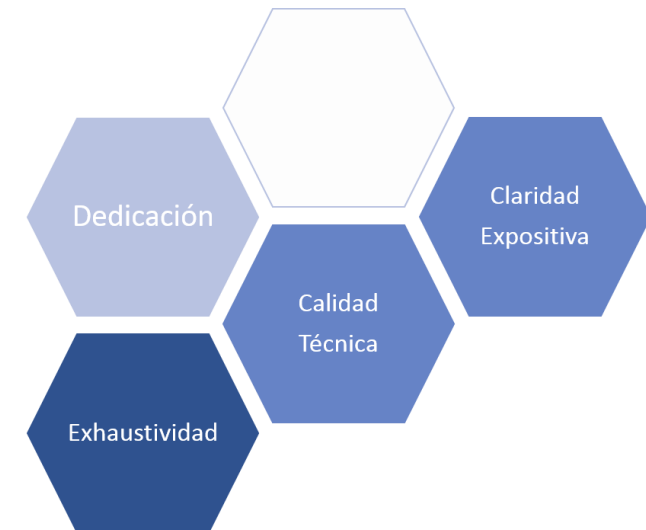 Dedicación
Claridad
Expositiva
Calidad
Técnica
Exhaustividad